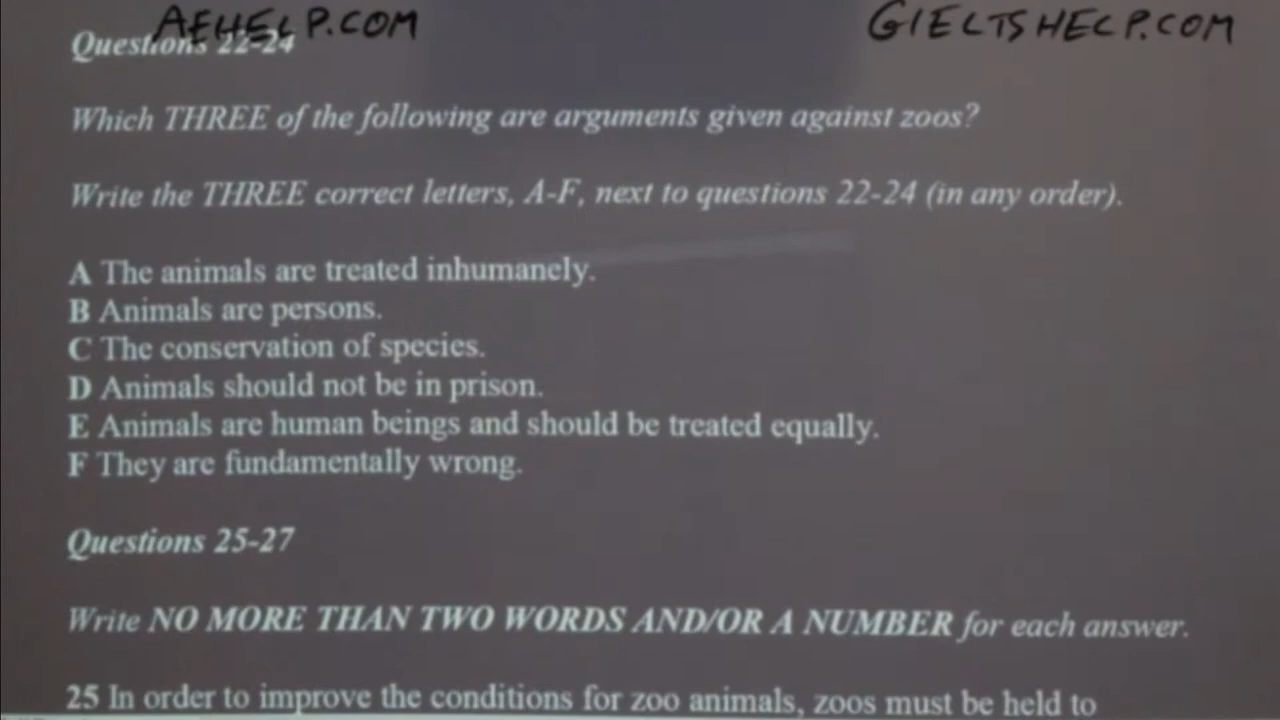 AEHELP.COM
GIELTSHELP.COM
Questions 22-24
Which THREE of the following are arguments given against zoos?
Write the THREE correct letters, A-F, next to questions 22-24 (in any order).
A The animals are treated inhumanely.
B Animals are persons.
C The conservation of species.
D Animals should not be in prison.
E Animals are human beings and should be treated equally.
F They are fundamentally wrong.
Questions 25-27
Write NO MORE THAN TWO WORDS AND/OR A NUMBER for each answer.
25 In order to improve the conditions for zoo animals, zoos must be held to